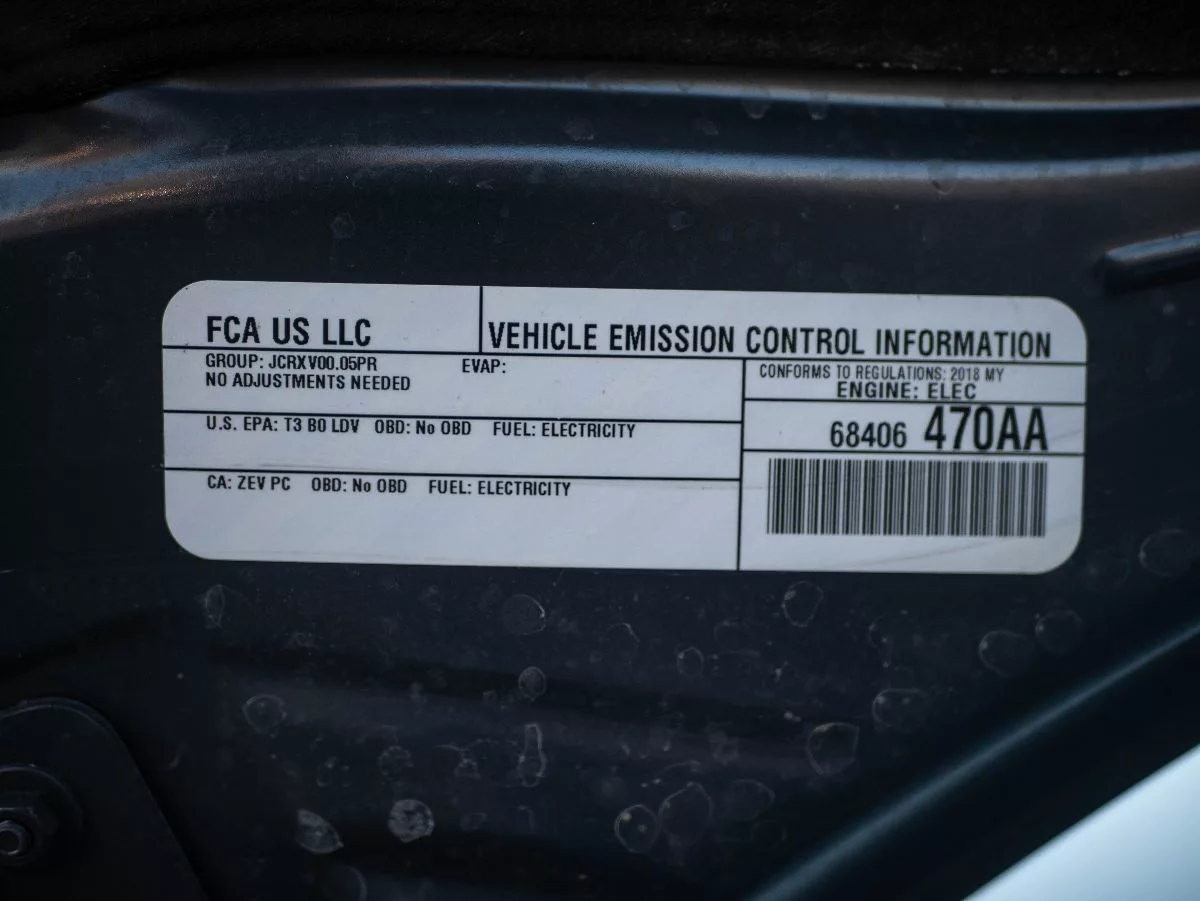 FCA US LLC
VEHICLE EMISSION CONTROL INFORMATION
GROUP: JCRXV00.05PR EVAP:
NO ADJUSTMENTS NEEDED
CONFORMS TO REGULATIONS: 2018 MY
ENGINE: ELEC
U.S. EPA: T3 B0 LDV OBD: No OBD FUEL: ELECTRICITY
68406 470AA
CA: ZEV PC OBD: No OBD FUEL: ELECTRICITY